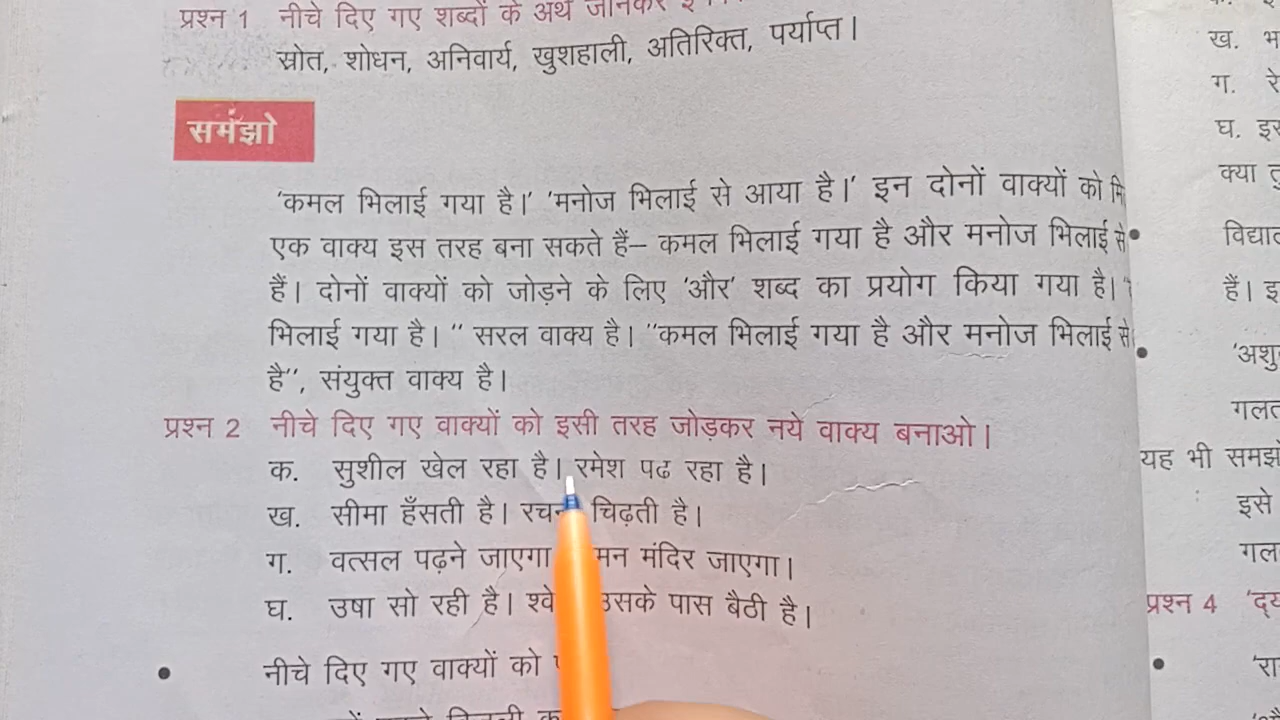 प्रश्न 1 नीचे दिए गए शब्दों के अर्थ जानकर
स्रोत, शोधन, अनिवार्य, खुशहाली, अतिरिक्त, पर्याप्त।
समझो
'कमल भिलाई गया है।' 'मनोज भिलाई से आया है।' इन दोनों वाक्यों को
एक वाक्य इस तरह बना सकते हैं– कमल भिलाई गया है और मनोज भिलाई से
हैं। दोनों वाक्यों को जोड़ने के लिए 'और' शब्द का प्रयोग किया गया है।
भिलाई गया है। " सरल वाक्य है। "कमल भिलाई गया है और मनोज भिलाई से
है", संयुक्त वाक्य है।
प्रश्न 2 नीचे दिए गए वाक्यों को इसी तरह जोड़कर नये वाक्य बनाओ।
क. सुशील खेल रहा है। रमेश पढ रहा है।
ख. सीमा हँसती है। चिढ़ती है।
ग. वत्सल पढ़ने जाएगा मंदिर जाएगा।
घ. उषा सो रही है। उसके पास बैठी है।
• नीचे दिए गए वाक्यों को
ख.
ग. रे
घ.
क्या
• हैं।
•
यह भी समझ
इसे
प्रश्न 4
•